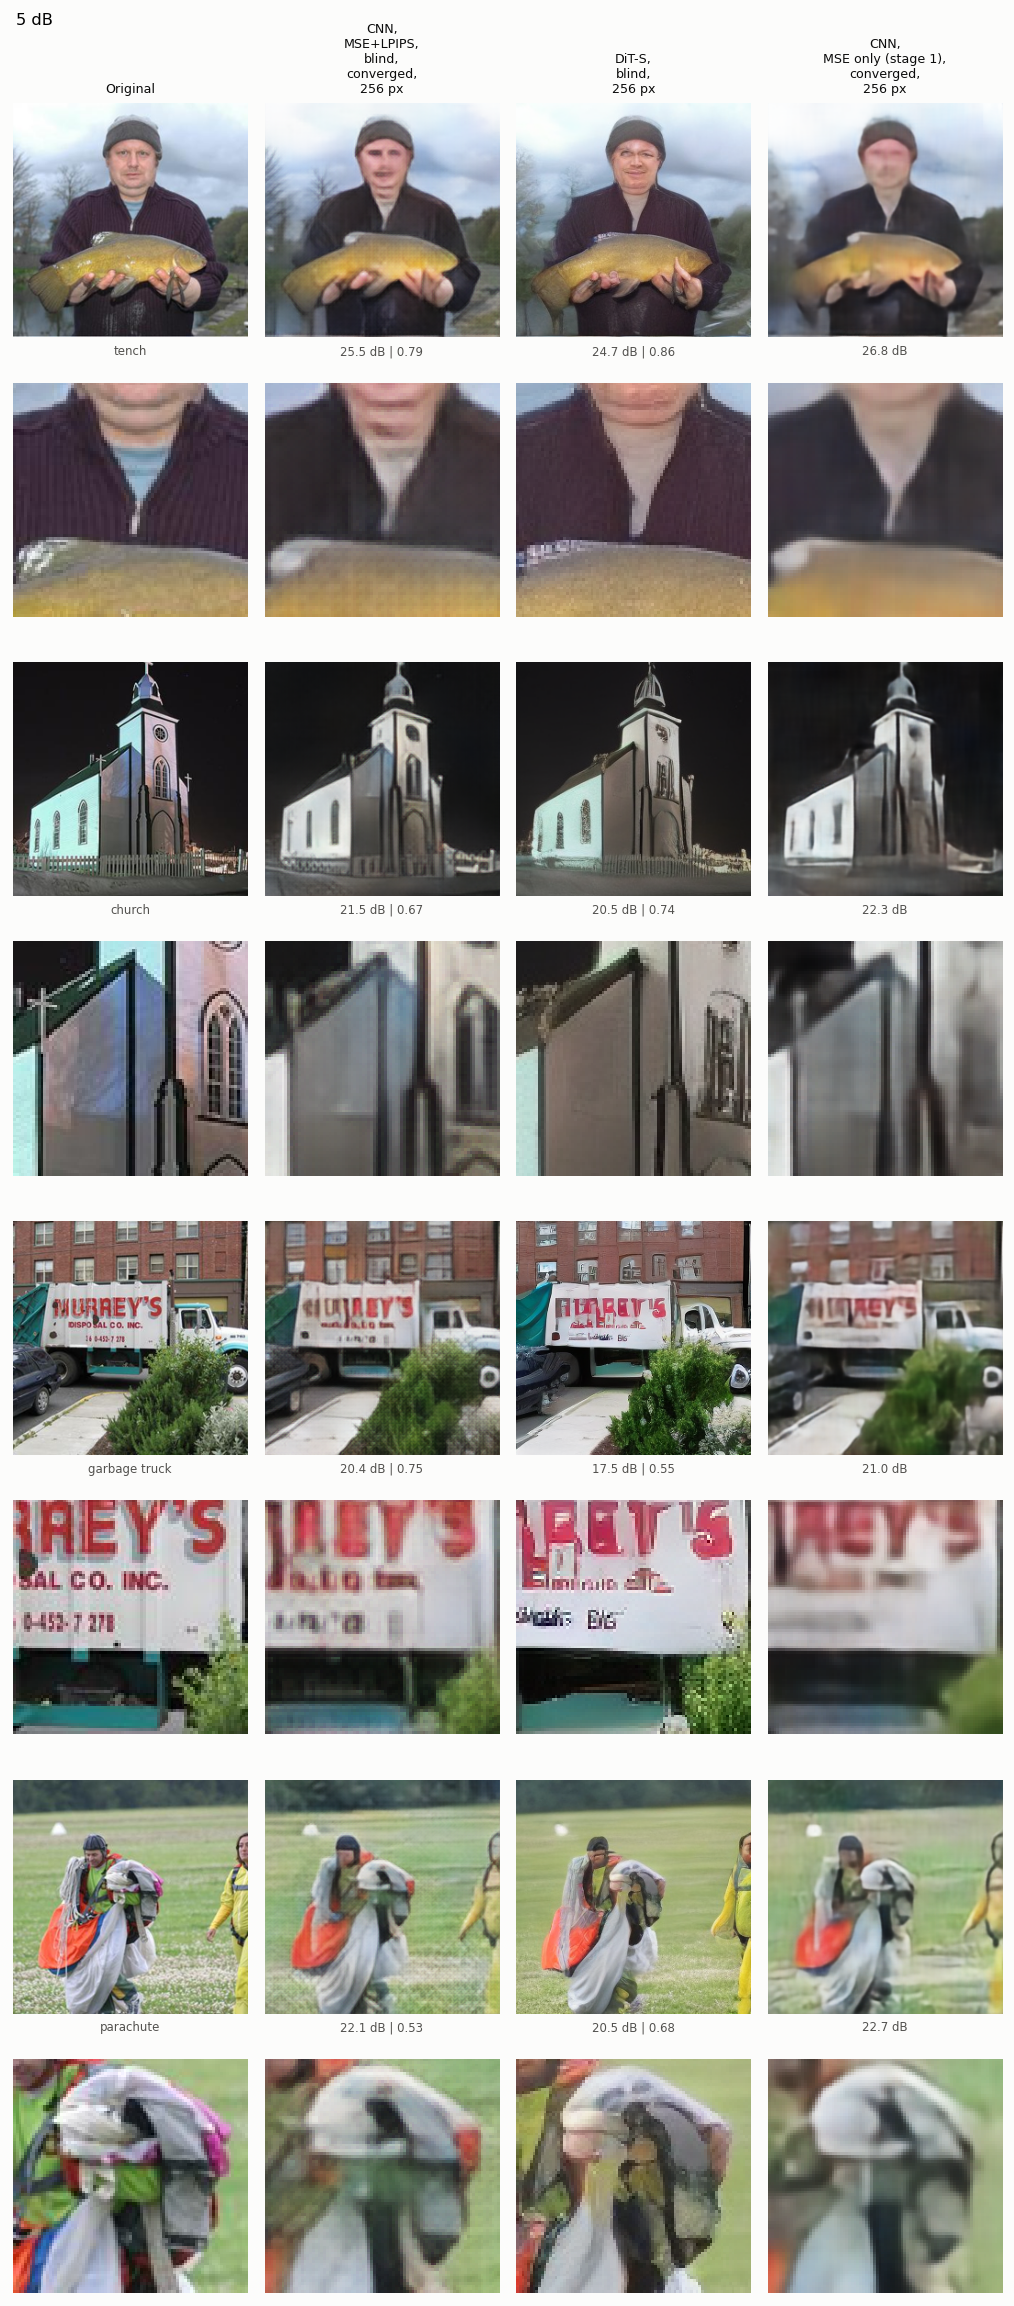 5 dB
Original
CNN,
MSE+LPIPS,
blind,
converged,
256 px
DiT-S,
blind,
256 px
CNN,
MSE only (stage 1),
converged,
256 px
tench
25.5 dB | 0.79
24.7 dB | 0.86
26.8 dB
church
21.5 dB | 0.67
20.5 dB | 0.74
22.3 dB
MURREY'S
DISPOSAL CO. INC.
garbage truck
20.4 dB | 0.75
17.5 dB | 0.55
21.0 dB
RREY'S
SAL CO. INC.
0-452-7 278
parachute
22.1 dB | 0.53
20.5 dB | 0.68
22.7 dB